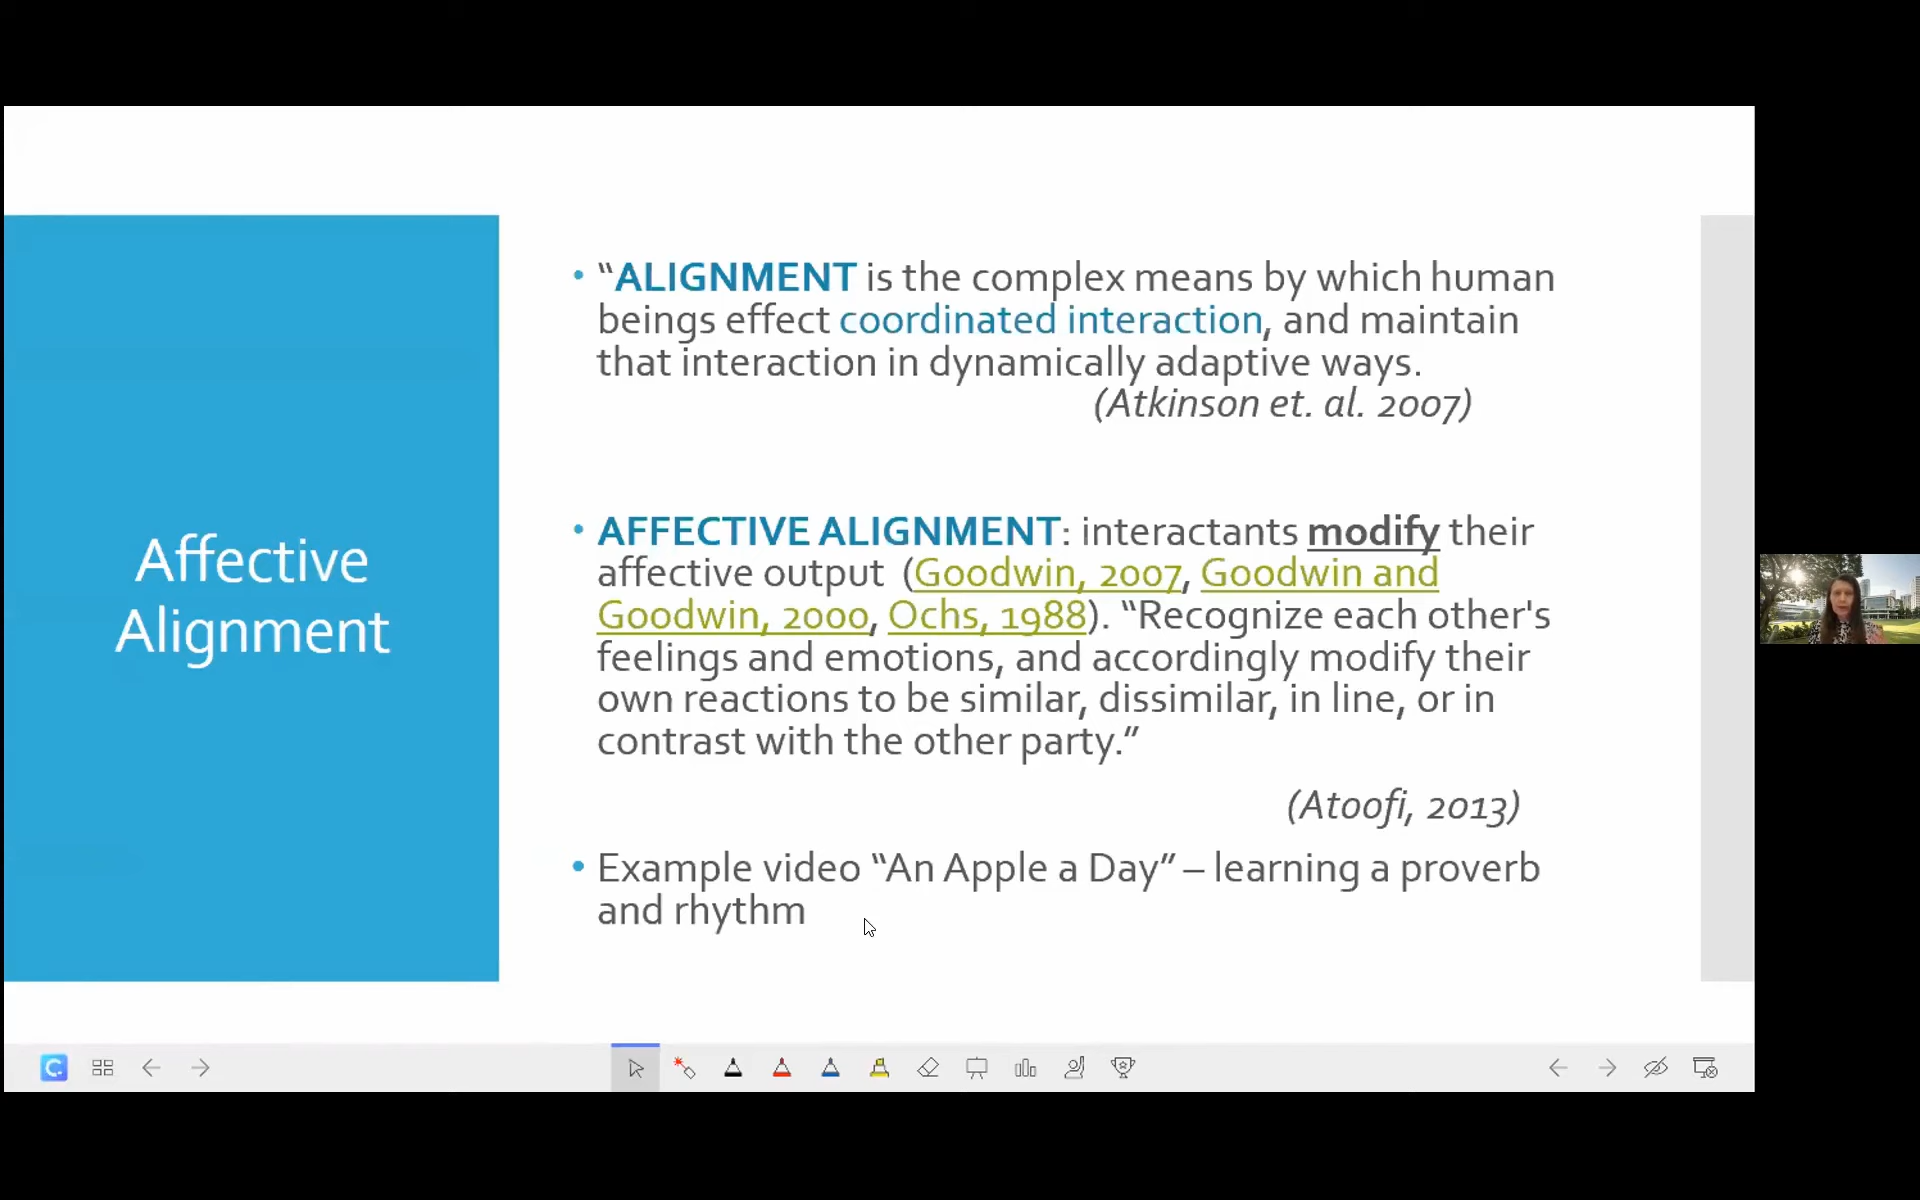 Affective
Alignment
• “ALIGNMENT is the complex means by which human
beings effect coordinated interaction, and maintain
that interaction in dynamically adaptive ways.
(Atkinson et. al. 2007)
• AFFECTIVE ALIGNMENT: interactants modify their
affective output (Goodwin, 2007, Goodwin and
Goodwin, 2000, Ochs, 1988). “Recognize each other's
feelings and emotions, and accordingly modify their
own reactions to be similar, dissimilar, in line, or in
contrast with the other party.”
(Atoofi, 2013)
• Example video “An Apple a Day” – learning a proverb
and rhythm